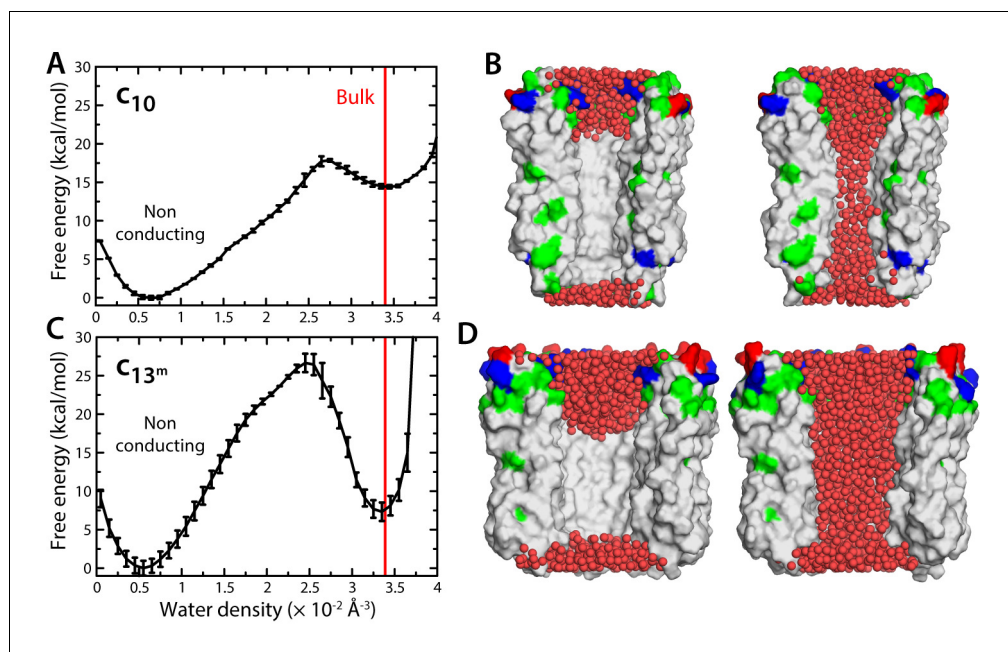 A
B
Bulk
C10
Free energy (kcal/mol)
30
25
20
15
10
5
0
Non
conducting
0 0.5 1 1.5 2 2.5 3 3.5 4
C
D
C13m
Free energy (kcal/mol)
30
25
20
15
10
5
0
Non
conducting
0 0.5 1 1.5 2 2.5 3 3.5 4
Water density (× 10-2 Å-3)